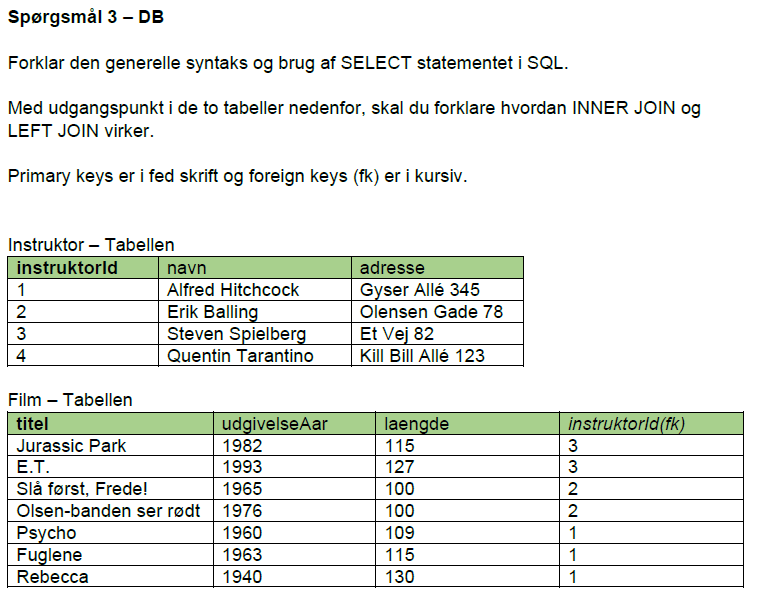 Spørgsmål 3 – DB
Forklar den generelle syntaks og brug af SELECT statementet i SQL.
Med udgangspunkt i de to tabeller nedenfor, skal du forklare hvordan INNER JOIN og
LEFT JOIN virker.
Primary keys er i fed skrift og foreign keys (fk) er i kursiv.
Instruktor – Tabellen
instruktorId navn adresse
1 Alfred Hitchcock Gyser Allé 345
2 Erik Balling Olensen Gade 78
3 Steven Spielberg Et Vej 82
4 Quentin Tarantino Kill Bill Allé 123
Film – Tabellen
titel udgivelseAar laengde instruktorId(fk)
Jurassic Park 1982 115 3
E.T. 1993 127 3
Slå først, Frede! 1965 100 2
Olsen-banden ser rødt 1976 100 2
Psycho 1960 109 1
Fuglene 1963 115 1
Rebecca 1940 130 1